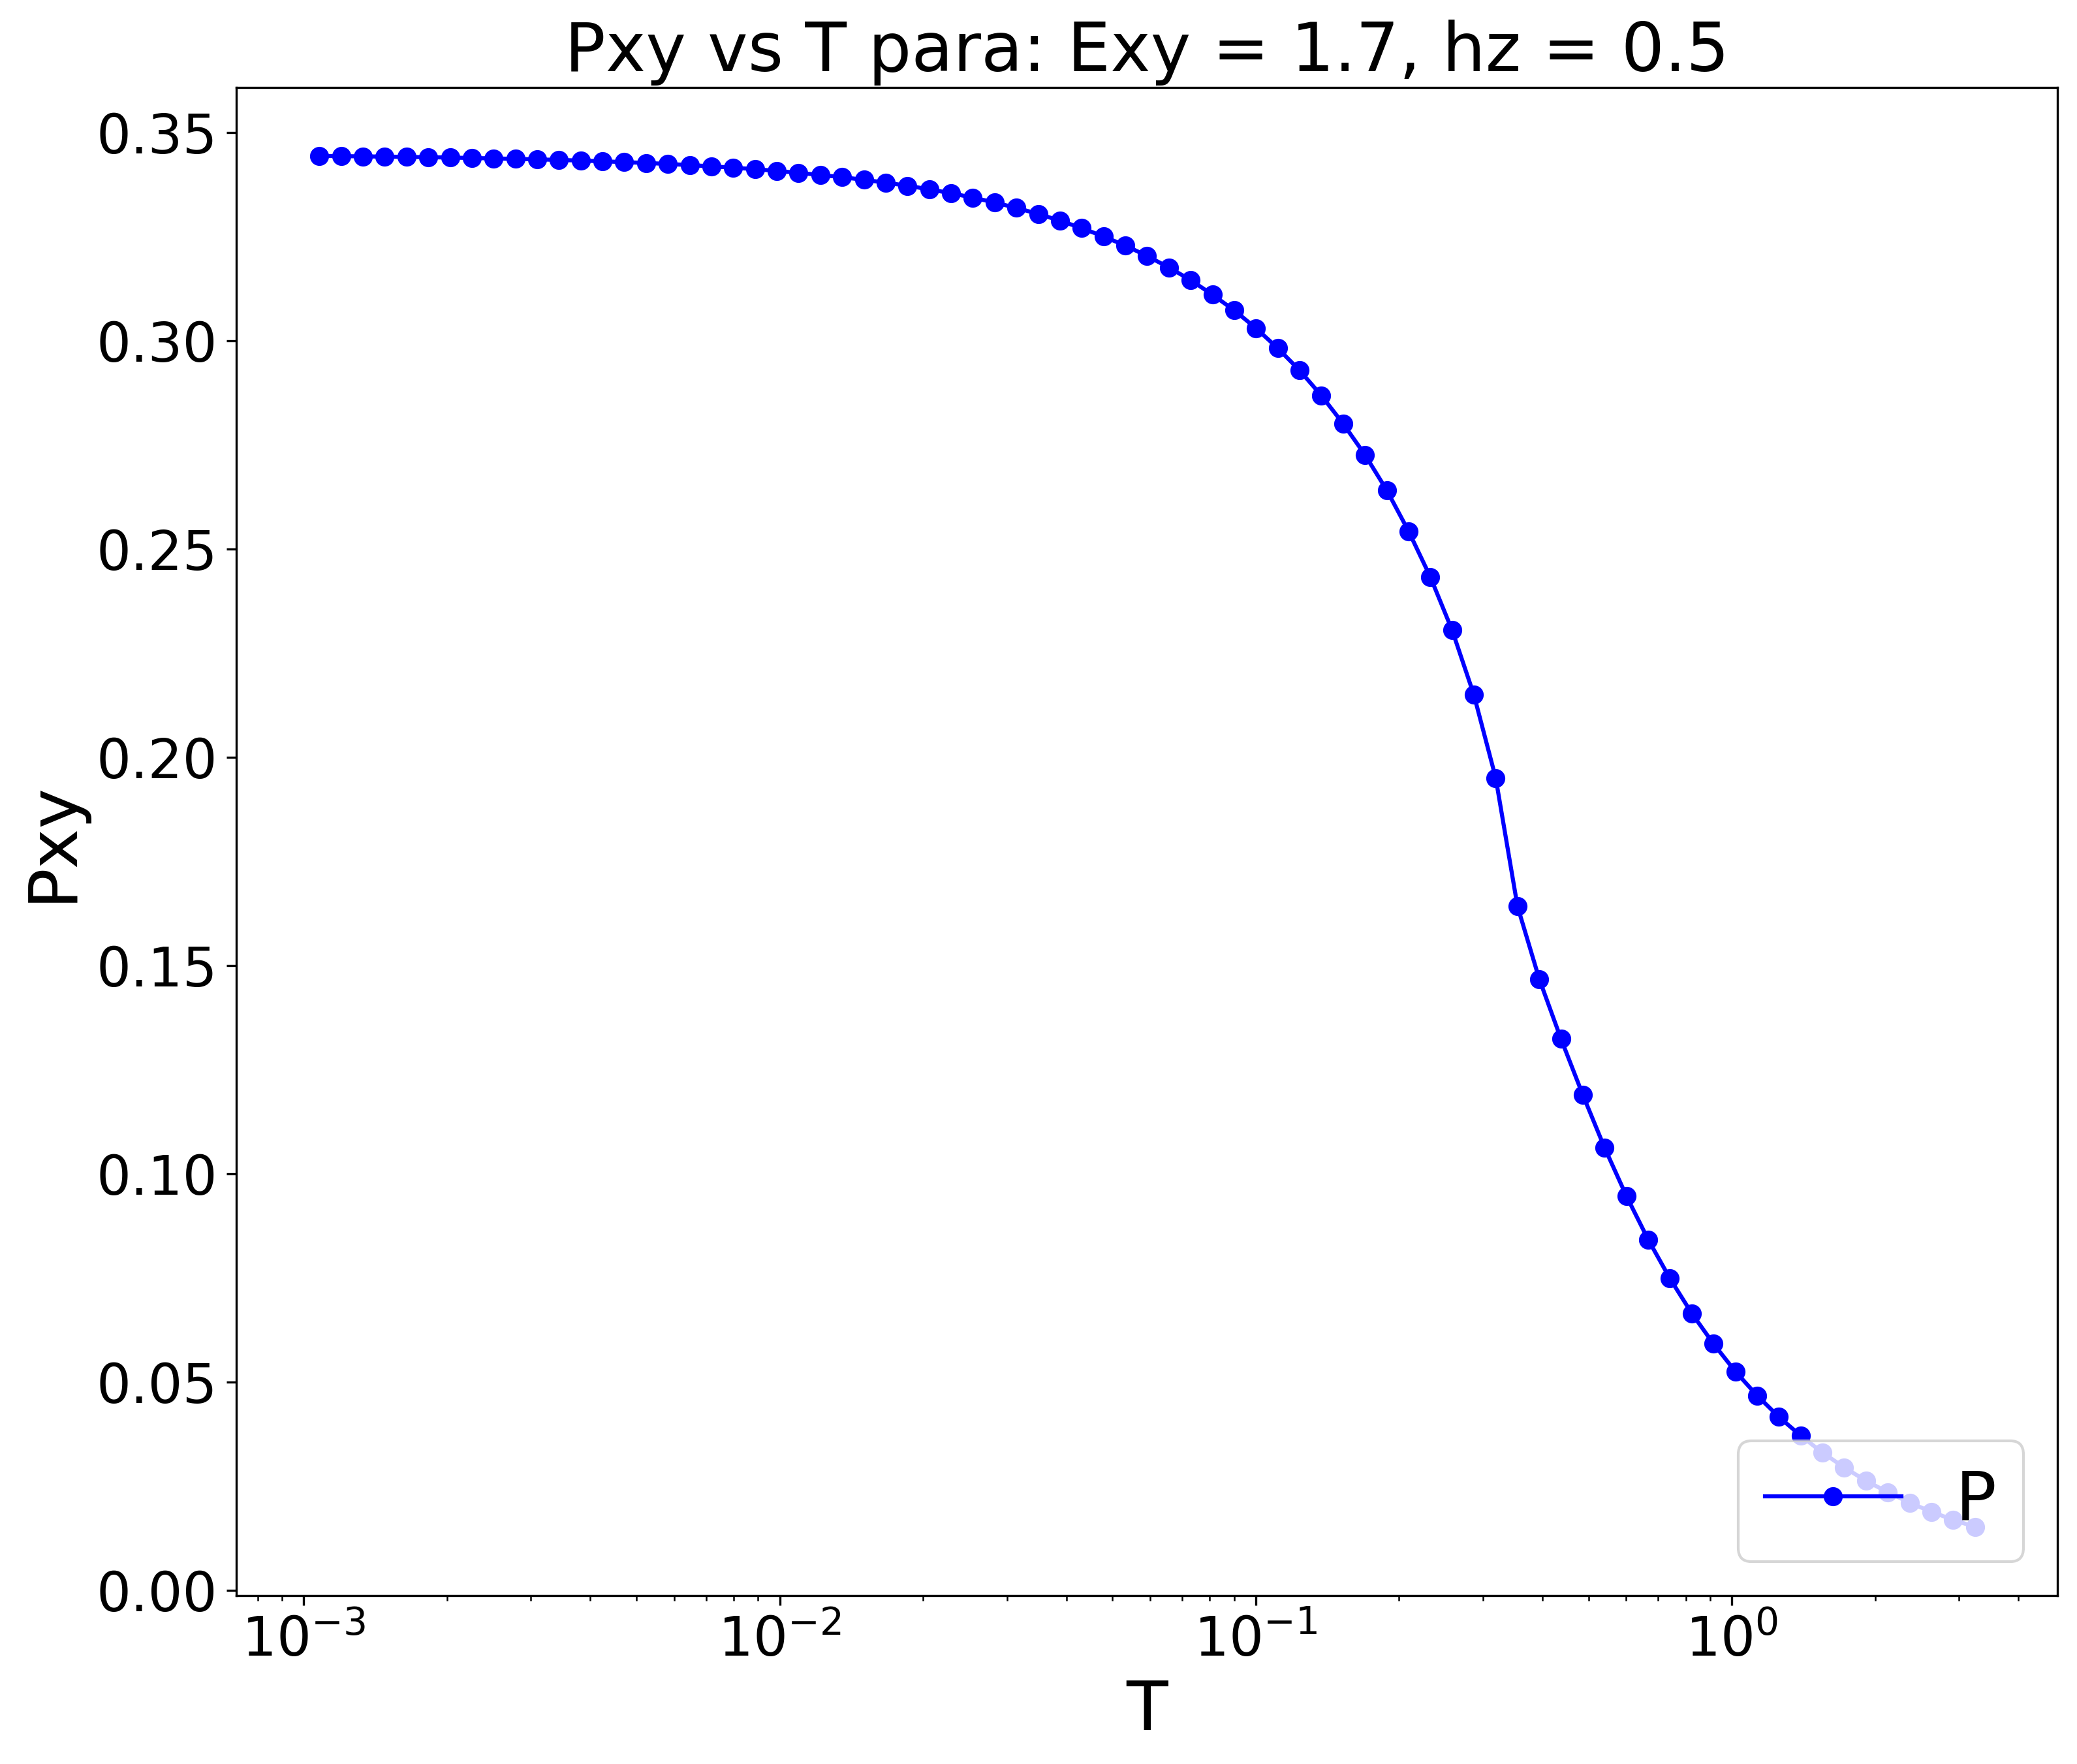 Pxy vs T para: Exy = 1.7, hz = 0.5
0.35
0.30
0.25
0.20
0.15
0.10
0.05
0.00
Pxy
P
10⁻³ 10⁻² 10⁻¹ 10⁰
T